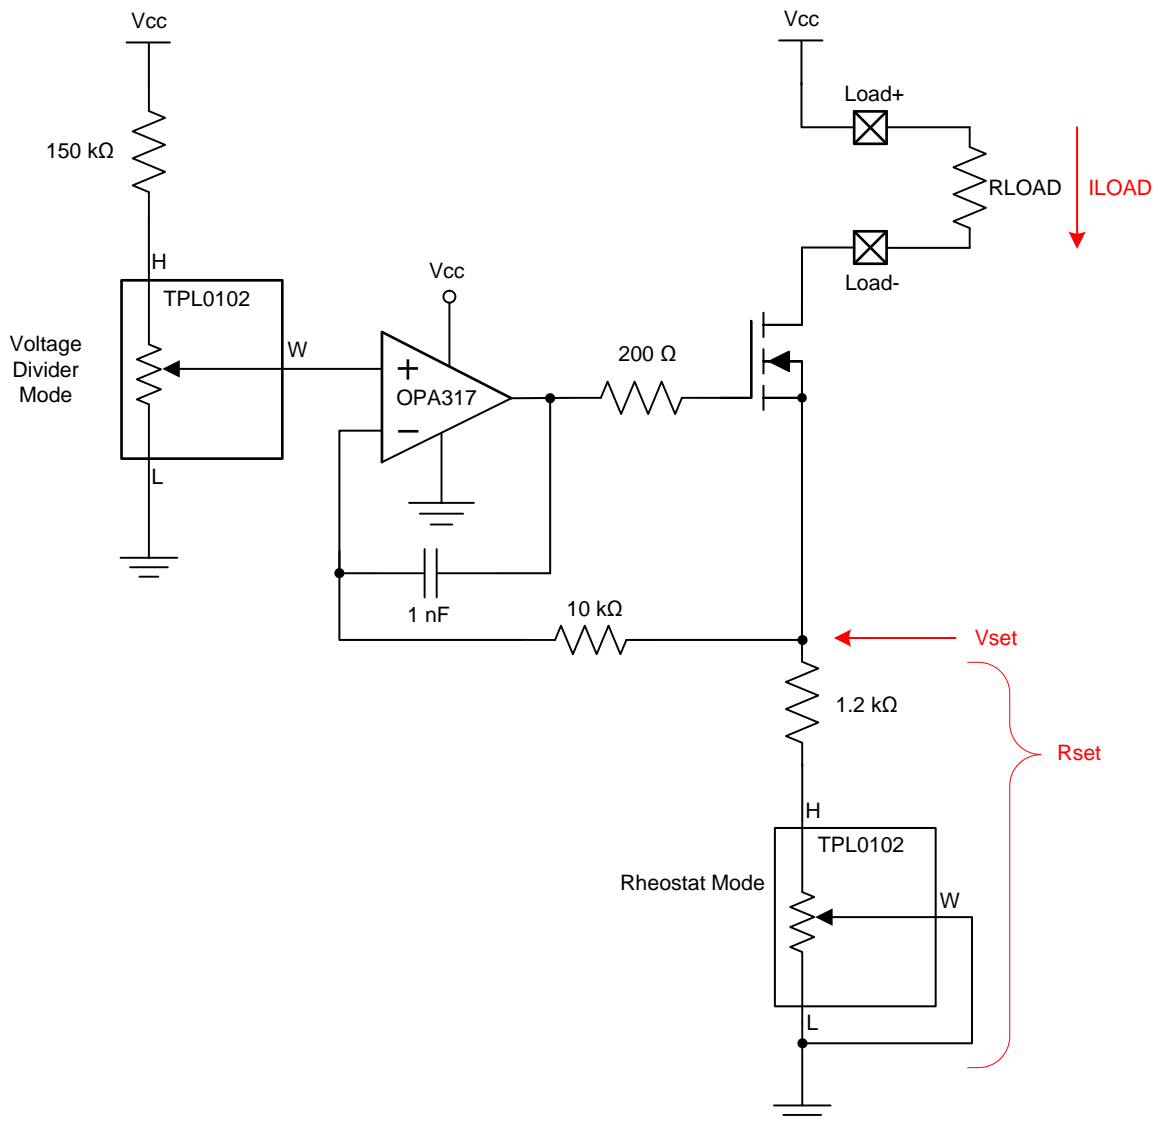 Vcc
Vcc
Load+
150 kΩ
RLOAD
ILOAD
H
Vcc
Load-
TPL0102
Voltage
Divider
Mode
W
200 Ω
+
OPA317
−
L
1 nF
10 kΩ
Vset
1.2 kΩ
Rset
H
TPL0102
Rheostat Mode
W
L